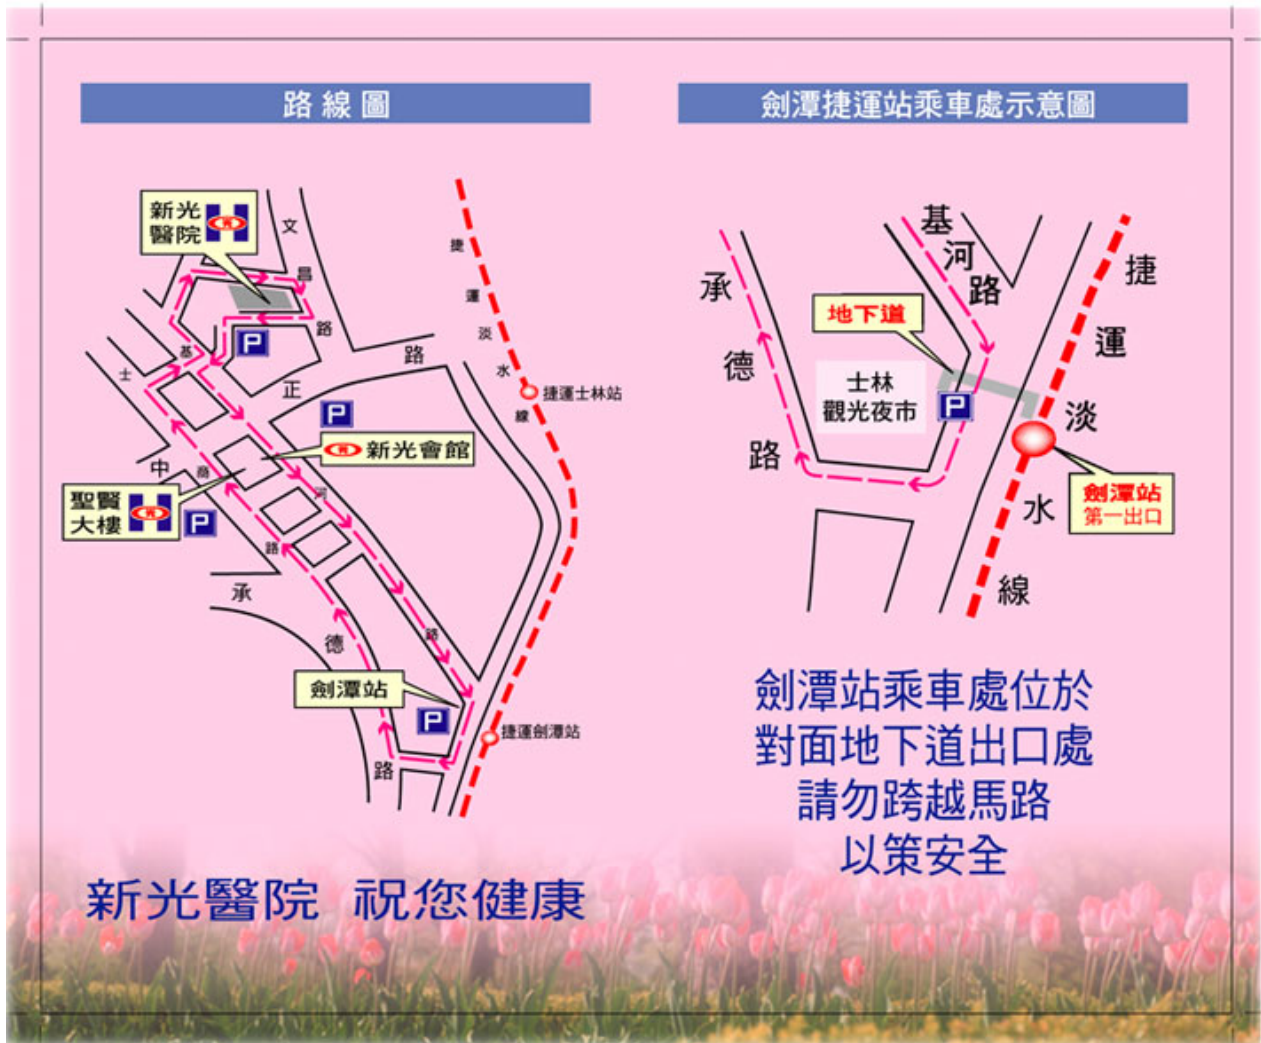 路線圖
新光
醫院
文
昌
路
捷
運
淡
水
線
基
河
路
士
商
路
中
正
路
捷運士林站
P
P
新光會館
聖賢
大樓
P
承
德
路
劍潭站
P
捷運劍潭站
新光醫院 祝您健康
劍潭捷運站乘車處示意圖
基
河
路
承
德
路
捷
運
淡
水
線
地下道
士林
觀光夜市
P
劍潭站
第一出口
劍潭站乘車處位於
對面地下道出口處
請勿跨越馬路
以策安全